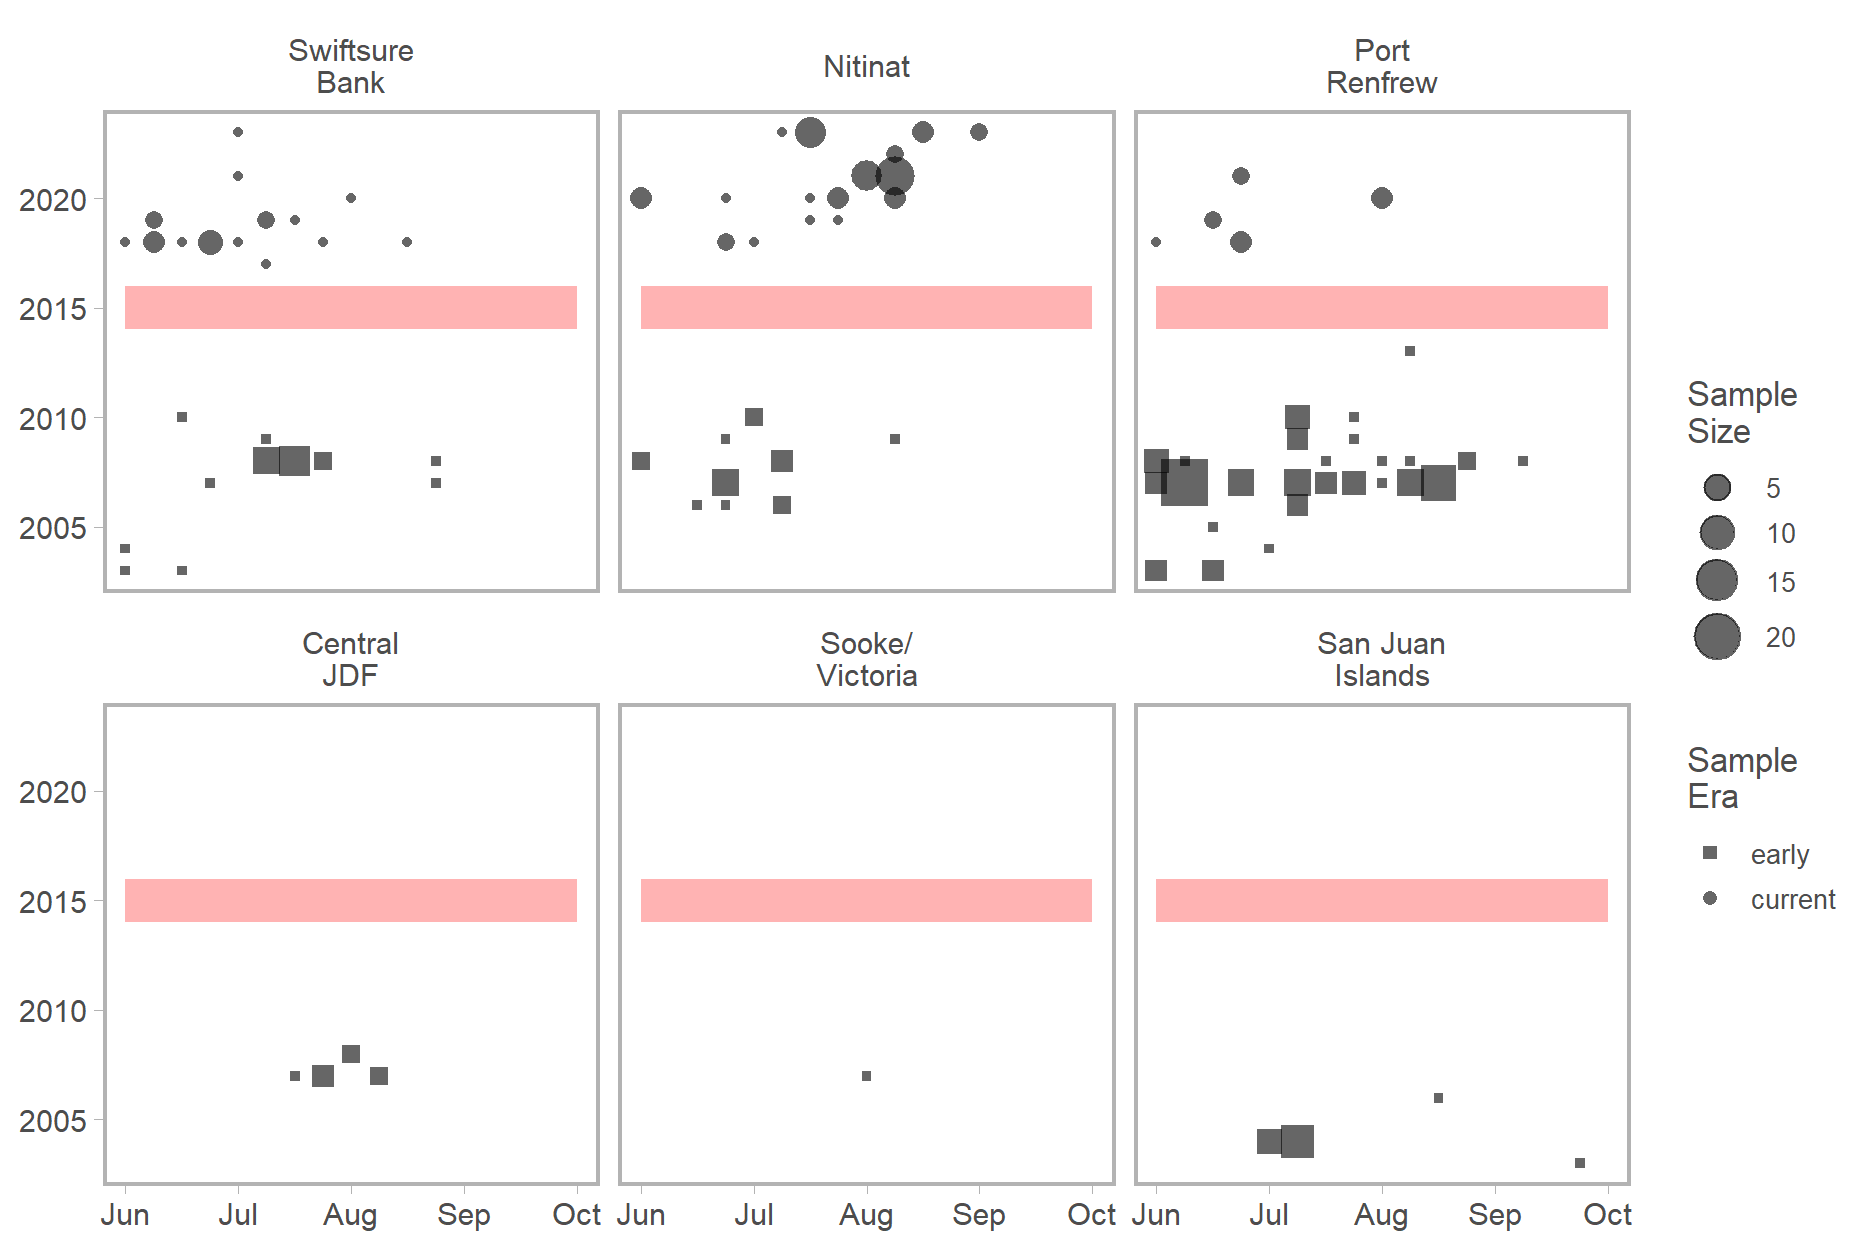 Swiftsure
Bank
Nitinat
Port
Renfrew
2020
2015
2010
2005
Central
JDF
Sooke/
Victoria
San Juan
Islands
2020
2015
2010
2005
Jun Jul Aug Sep Oct Jun Jul Aug Sep Oct Jun Jul Aug Sep Oct
Sample
Size
5
10
15
20
Sample
Era
early
current